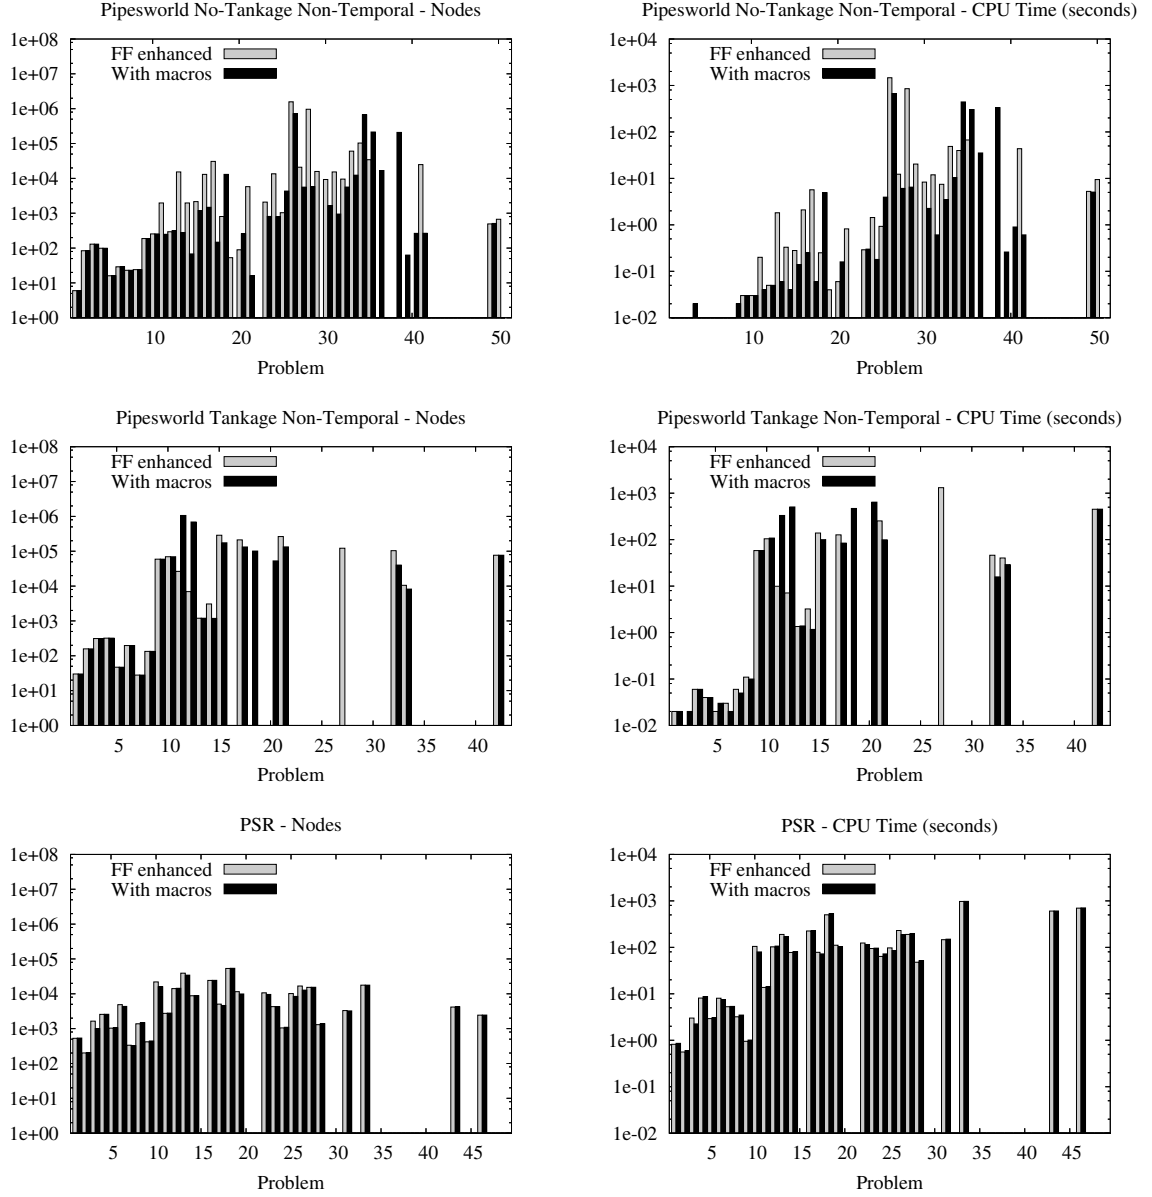 Pipesworld No-Tankage Non-Temporal - Nodes
1e+08
1e+07
1e+06
1e+05
1e+04
1e+03
1e+02
1e+01
1e+00
FF enhanced
With macros
10 20 30 40 50
Problem
Pipesworld No-Tankage Non-Temporal - CPU Time (seconds)
1e+04
1e+03
1e+02
1e+01
1e+00
1e-01
1e-02
FF enhanced
With macros
10 20 30 40 50
Problem
Pipesworld Tankage Non-Temporal - Nodes
1e+08
1e+07
1e+06
1e+05
1e+04
1e+03
1e+02
1e+01
1e+00
FF enhanced
With macros
5 10 15 20 25 30 35 40
Problem
Pipesworld Tankage Non-Temporal - CPU Time (seconds)
1e+04
1e+03
1e+02
1e+01
1e+00
1e-01
1e-02
FF enhanced
With macros
5 10 15 20 25 30 35 40
Problem
PSR - Nodes
1e+08
1e+07
1e+06
1e+05
1e+04
1e+03
1e+02
1e+01
1e+00
FF enhanced
With macros
5 10 15 20 25 30 35 40 45
Problem
PSR - CPU Time (seconds)
1e+04
1e+03
1e+02
1e+01
1e+00
1e-01
1e-02
FF enhanced
With macros
5 10 15 20 25 30 35 40 45
Problem